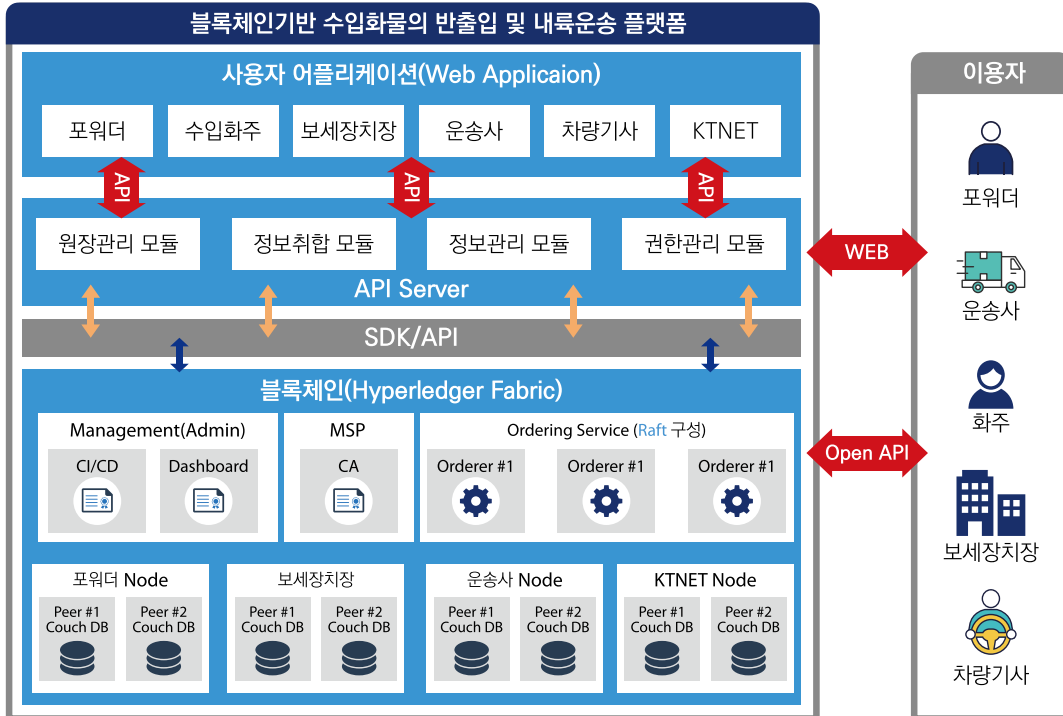 블록체인기반 수입화물의 반출입 및 내륙운송 플랫폼
사용자 어플리케이션(Web Applicaion)
포워더
수입화주
보세장치장
운송사
차량기사
KTNET
API
API
API
원장관리 모듈
정보취합 모듈
정보관리 모듈
권한관리 모듈
API Server
SDK/API
블록체인(Hyperledger Fabric)
Management(Admin)
CI/CD
Dashboard
MSP
CA
Ordering Service (Raft 구성)
Orderer #1
Orderer #1
Orderer #1
포워더 Node
Peer #1
Couch DB
Peer #2
Couch DB
보세장치장
Peer #1
Couch DB
Peer #2
Couch DB
운송사 Node
Peer #1
Couch DB
Peer #2
Couch DB
KTNET Node
Peer #1
Couch DB
Peer #2
Couch DB
WEB
Open API
이용자
포워더
운송사
화주
보세장치장
차량기사